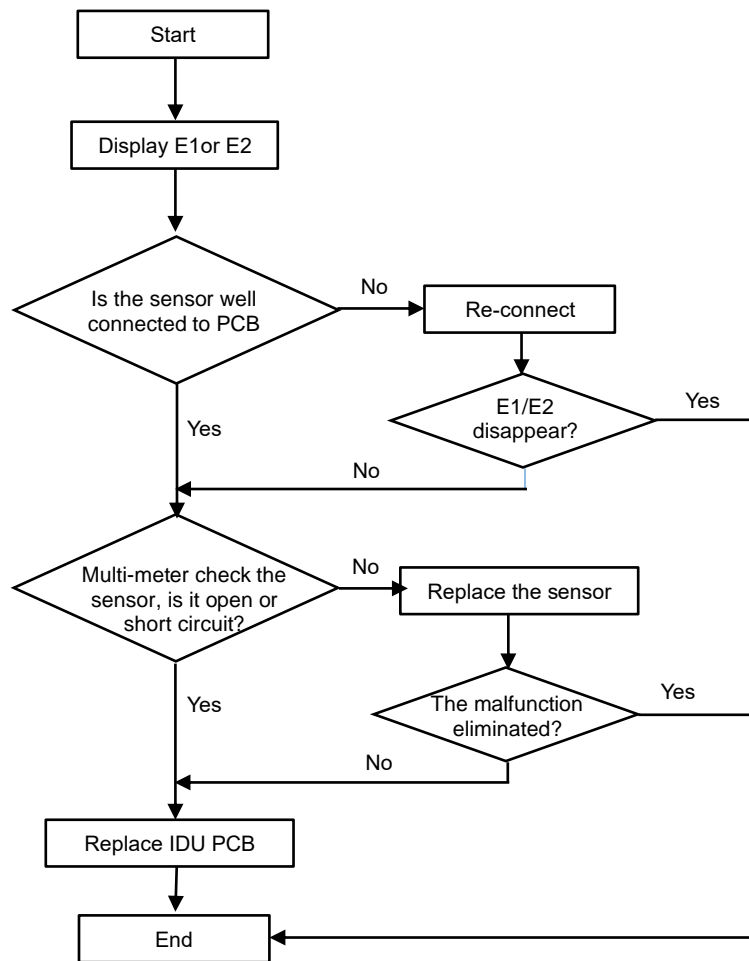 Start
Display E1or E2
Is the sensor well
connected to PCB
No
Re-connect
E1/E2
disappear?
Yes
Yes
No
Multi-meter check the
sensor, is it open or
short circuit?
No
Replace the sensor
The malfunction
eliminated?
Yes
Yes
No
Replace IDU PCB
End